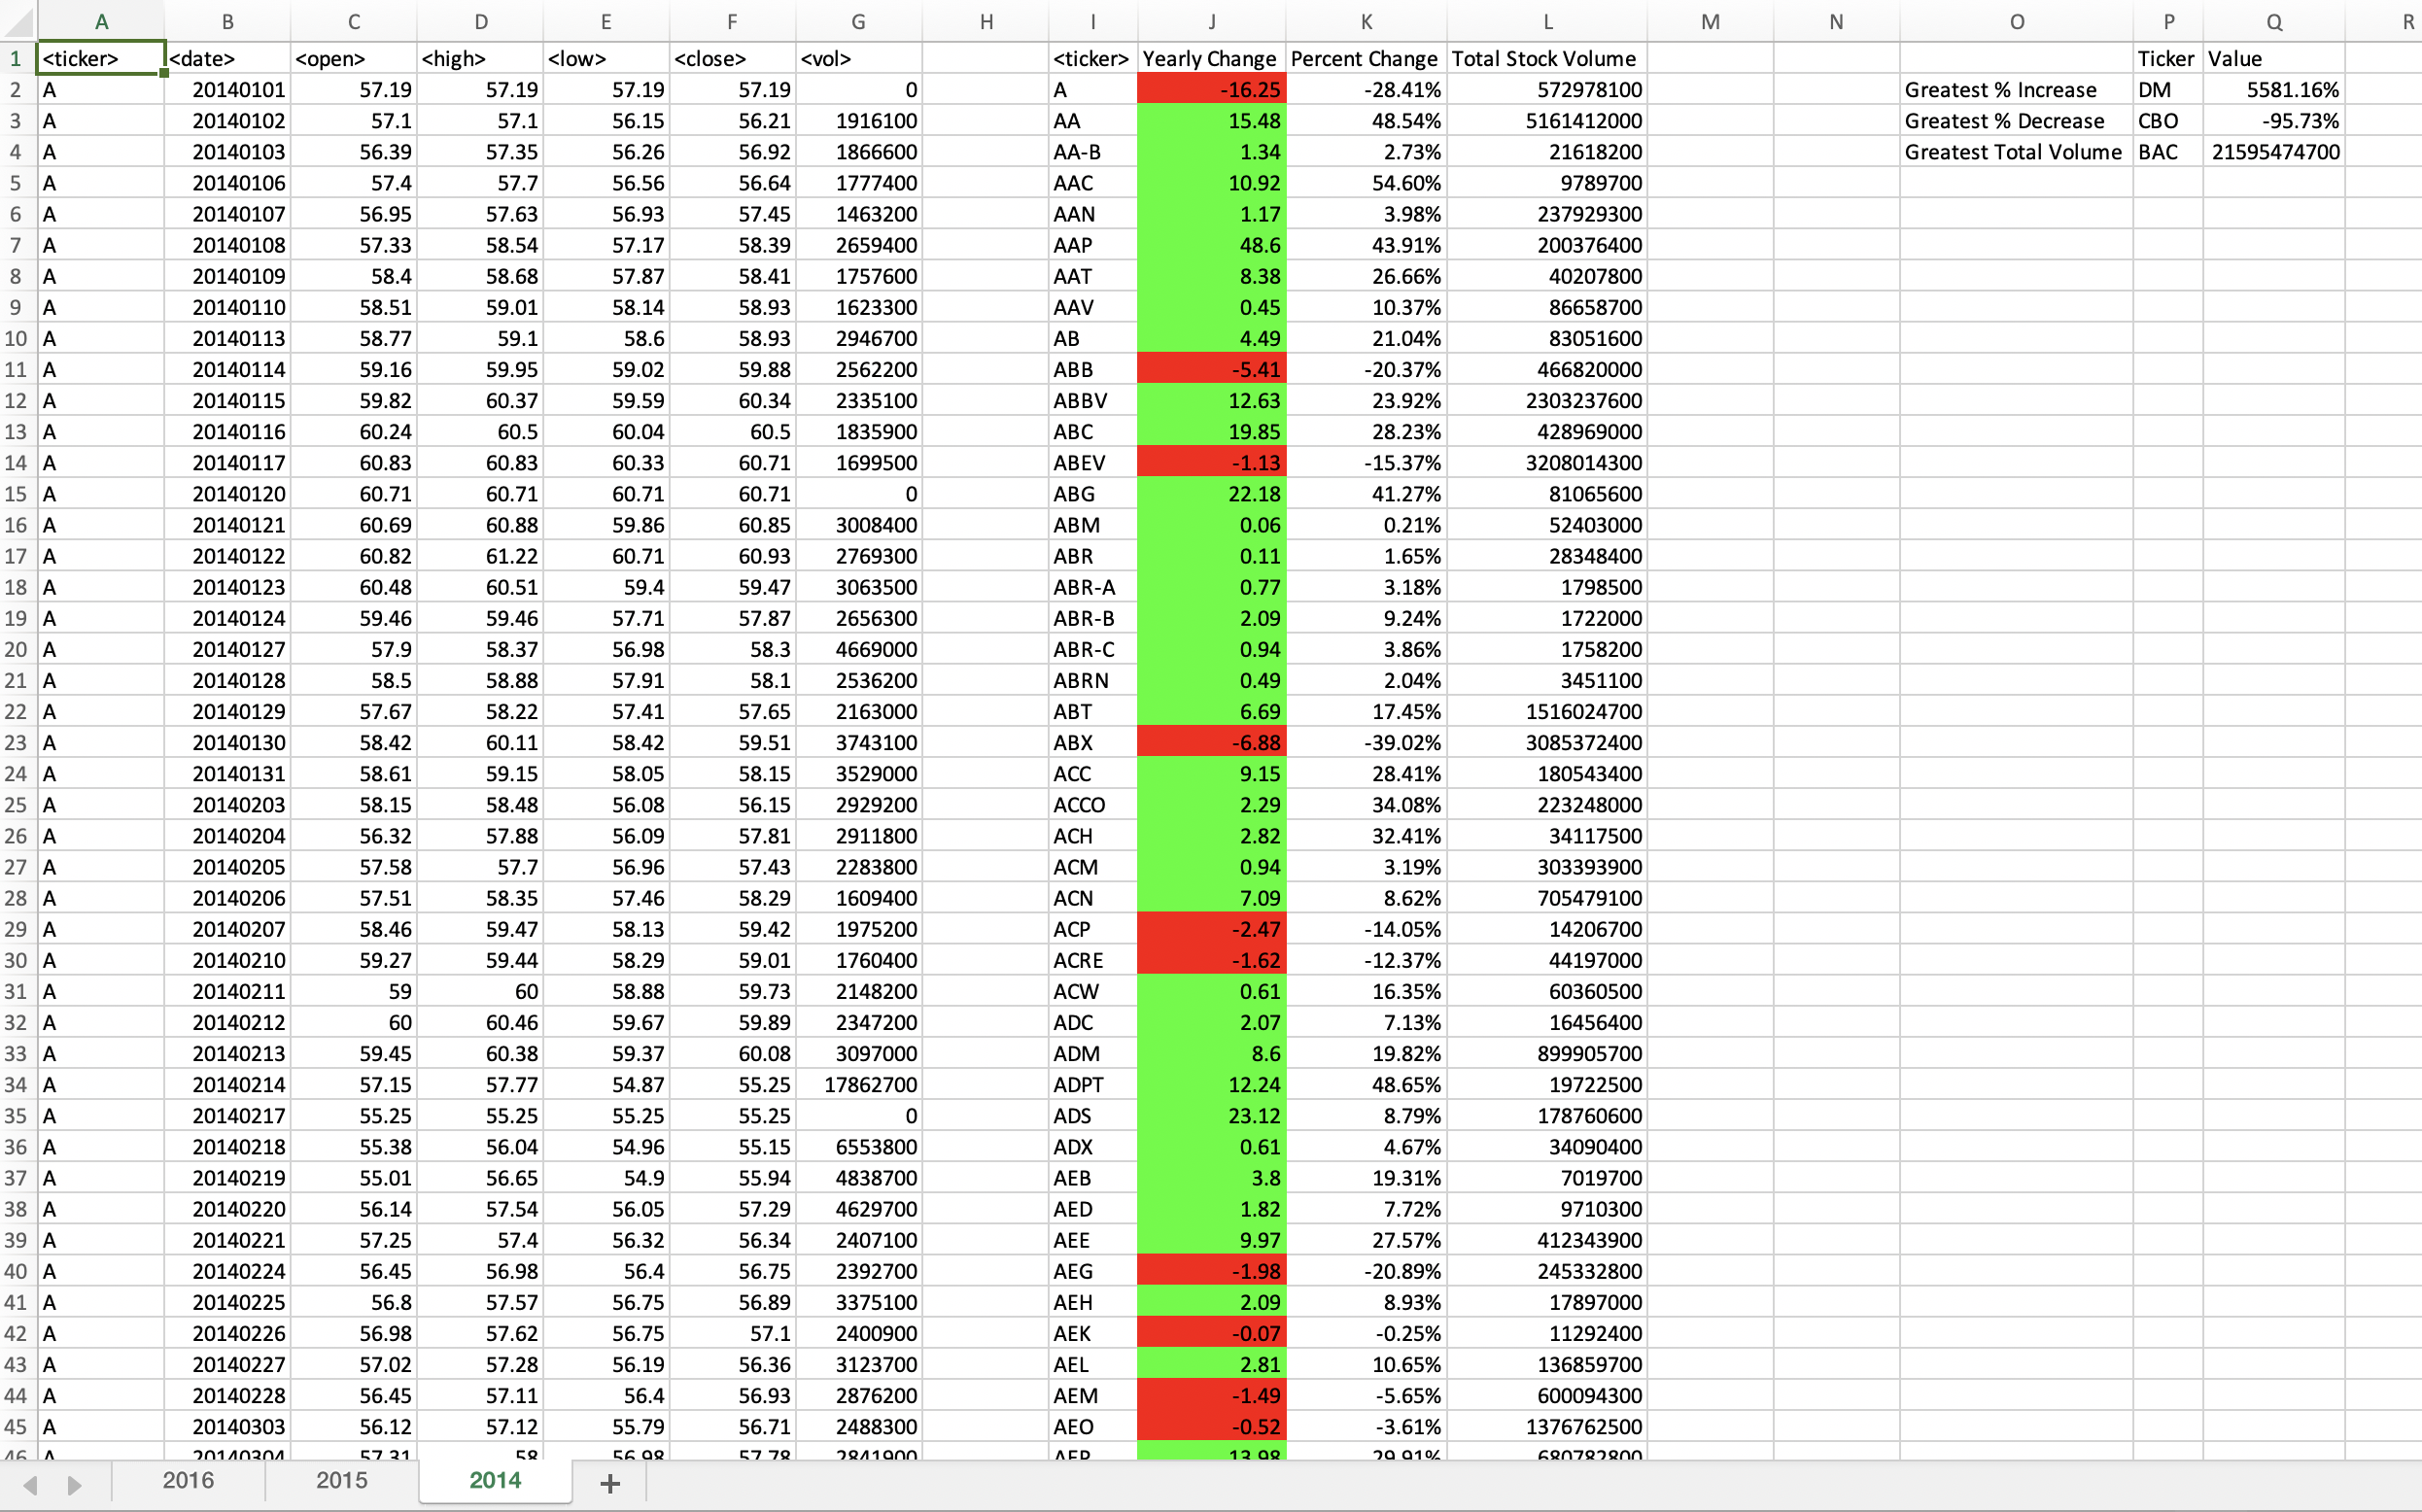 A B C D E F G H I J K L M N O P Q R
1 <ticker> <date> <open> <high> <low> <close> <vol> <ticker> Yearly Change Percent Change Total Stock Volume Ticker Value
2 A 20140101 57.19 57.19 57.19 57.19 0 A -16.25 -28.41% 572978100 Greatest % Increase DM 5581.16%
3 A 20140102 57.1 57.1 56.15 56.21 1916100 AA 15.48 48.54% 5161412000 Greatest % Decrease CBO -95.73%
4 A 20140103 56.39 57.35 56.26 56.92 1866600 AA-B 1.34 2.73% 21618200 Greatest Total Volume BAC 21595474700
5 A 20140106 57.4 57.7 56.56 56.64 1777400 AAC 10.92 54.60% 9789700
6 A 20140107 56.95 57.63 56.93 57.45 1463200 AAN 1.17 3.98% 237929300
7 A 20140108 57.33 58.54 57.17 58.39 2659400 AAP 48.6 43.91% 200376400
8 A 20140109 58.4 58.68 57.87 58.41 1757600 AAT 8.38 26.66% 40207800
9 A 20140110 58.51 59.01 58.14 58.93 1623300 AAV 0.45 10.37% 86658700
10 A 20140113 58.77 59.1 58.6 58.93 2946700 AB 4.49 21.04% 83051600
11 A 20140114 59.16 59.95 59.02 59.88 2562200 ABB -5.41 -20.37% 466820000
12 A 20140115 59.82 60.37 59.59 60.34 2335100 ABBV 12.63 23.92% 2303237600
13 A 20140116 60.24 60.5 60.04 60.5 1835900 ABC 19.85 28.23% 428969000
14 A 20140117 60.83 60.83 60.33 60.71 1699500 ABEV -1.13 -15.37% 3208014300
15 A 20140120 60.71 60.71 60.71 60.71 0 ABG 22.18 41.27% 81065600
16 A 20140121 60.69 60.88 59.86 60.85 3008400 ABM 0.06 0.21% 52403000
17 A 20140122 60.82 61.22 60.71 60.93 2769300 ABR 0.11 1.65% 28348400
18 A 20140123 60.48 60.51 59.4 59.47 3063500 ABR-A 0.77 3.18% 1798500
19 A 20140124 59.46 59.46 57.71 57.87 2656300 ABR-B 2.09 9.24% 1722000
20 A 20140127 57.9 58.37 56.98 58.3 4669000 ABR-C 0.94 3.86% 1758200
21 A 20140128 58.5 58.88 57.91 58.1 2536200 ABRN 0.49 2.04% 3451100
22 A 20140129 57.67 58.22 57.41 57.65 2163000 ABT 6.69 17.45% 1516024700
23 A 20140130 58.42 60.11 58.42 59.51 3743100 ABX -6.88 -39.02% 3085372400
24 A 20140131 58.61 59.15 58.05 58.15 3529000 ACC 9.15 28.41% 180543400
25 A 20140203 58.15 58.48 56.08 56.15 2929200 ACCO 2.29 34.08% 223248000
26 A 20140204 56.32 57.88 56.09 57.81 2911800 ACH 2.82 32.41% 34117500
27 A 20140205 57.58 57.7 56.96 57.43 2283800 ACM 0.94 3.19% 303393900
28 A 20140206 57.51 58.35 57.46 58.29 1609400 ACN 7.09 8.62% 705479100
29 A 20140207 58.46 59.47 58.13 59.42 1975200 ACP -2.47 -14.05% 14206700
30 A 20140210 59.27 59.44 58.29 59.01 1760400 ACRE -1.62 -12.37% 44197000
31 A 20140211 59 60 58.88 59.73 2148200 ACW 0.61 16.35% 60360500
32 A 20140212 60 60.46 59.67 59.89 2347200 ADC 2.07 7.13% 16456400
33 A 20140213 59.45 60.38 59.37 60.08 3097000 ADM 8.6 19.82% 899905700
34 A 20140214 57.15 57.77 54.87 55.25 17862700 ADPT 12.24 48.65% 19722500
35 A 20140217 55.25 55.25 55.25 55.25 0 ADS 23.12 8.79% 178760600
36 A 20140218 55.38 56.04 54.96 55.15 6553800 ADX 0.61 4.67% 34090400
37 A 20140219 55.01 56.65 54.9 55.94 4838700 AEB 3.8 19.31% 7019700
38 A 20140220 56.14 57.54 56.05 57.29 4629700 AED 1.82 7.72% 9710300
39 A 20140221 57.25 57.4 56.32 56.34 2407100 AEE 9.97 27.57% 412343900
40 A 20140224 56.45 56.98 56.4 56.75 2392700 AEG -1.98 -20.89% 245332800
41 A 20140225 56.8 57.57 56.75 56.89 3375100 AEH 2.09 8.93% 17897000
42 A 20140226 56.98 57.62 56.75 57.1 2400900 AEK -0.07 -0.25% 11292400
43 A 20140227 57.02 57.28 56.19 56.36 3123700 AEL 2.81 10.65% 136859700
44 A 20140228 56.45 57.11 56.4 56.93 2876200 AEM -1.49 -5.65% 600094300
45 A 20140303 56.12 57.12 55.79 56.71 2488300 AEO -0.52 -3.61% 1376762500
46 A 20140304 57.31 58 56.98 57.78 2841900 AER 13.98 29.91% 680782800
2016 2015 2014 +